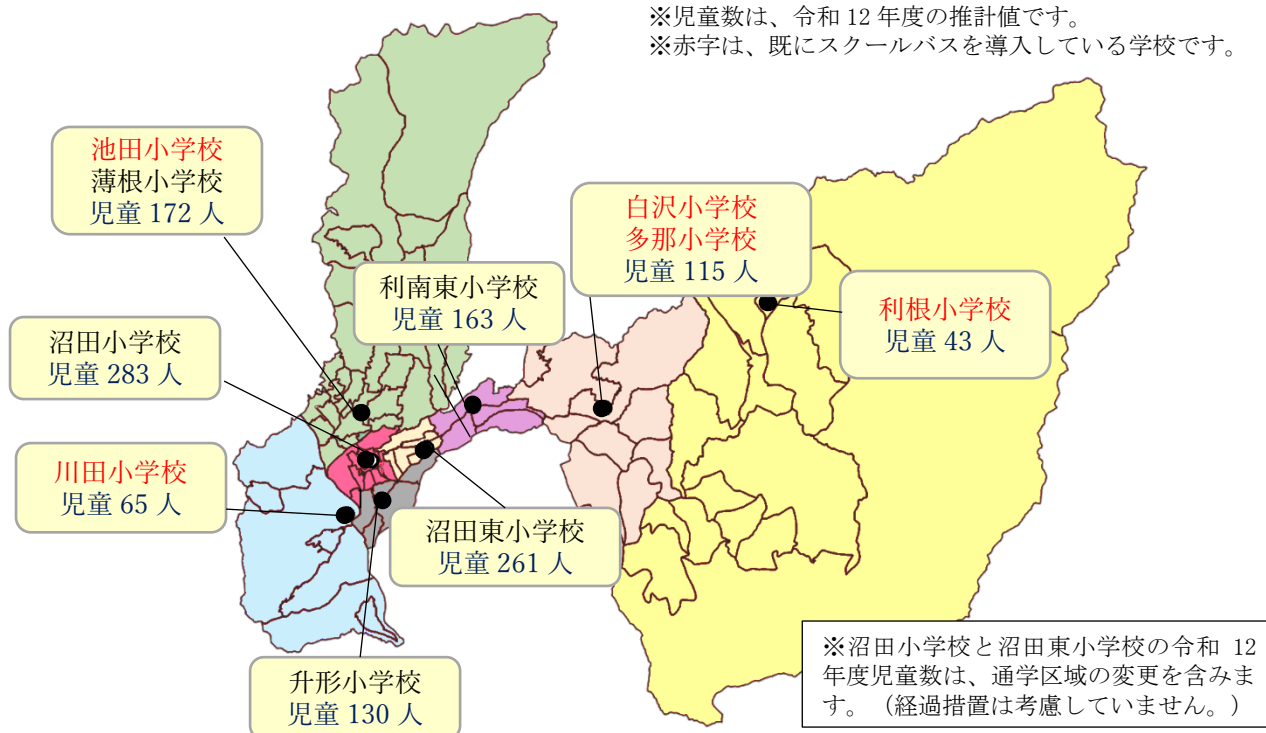 ※児童数は、令和 12 年度の推計値です。
※赤字は、既にスクールバスを導入している学校です。
池田小学校
薄根小学校
児童 172 人
白沢小学校
多那小学校
児童 115 人
利南東小学校
児童 163 人
利根小学校
児童 43 人
沼田小学校
児童 283 人
川田小学校
児童 65 人
沼田東小学校
児童 261 人
升形小学校
児童 130 人
※沼田小学校と沼田東小学校の令和 12
年度児童数は、通学区域の変更を含みま
す。（経過措置は考慮していません。）